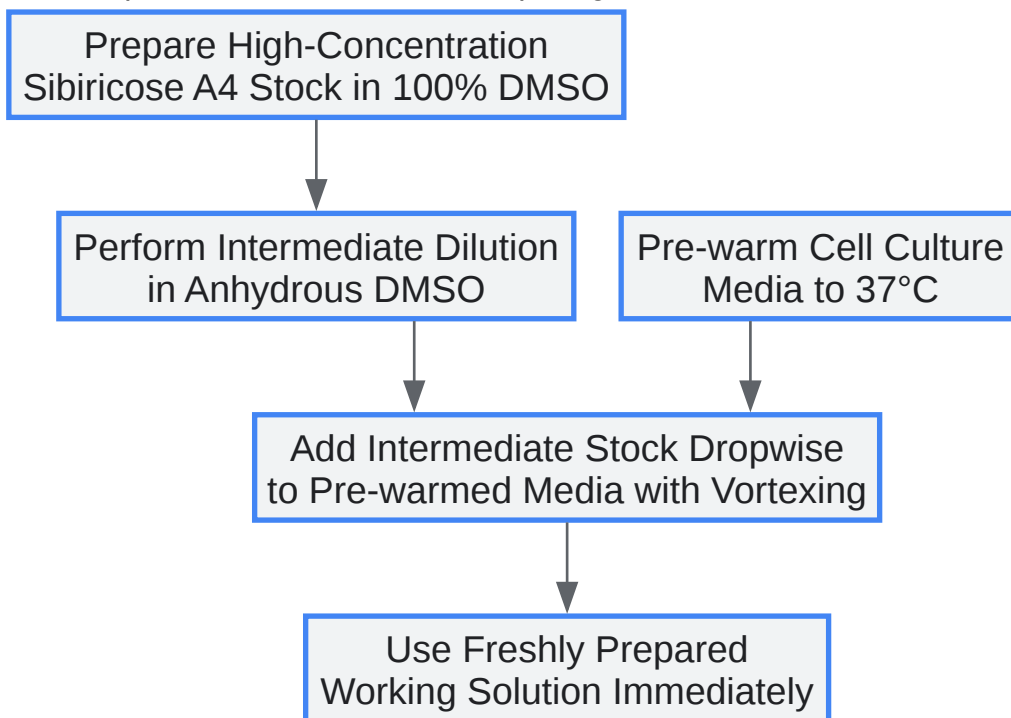 Prepare High-Concentration
Sibiricose A4 Stock in 100% DMSO
Perform Intermediate Dilution
in Anhydrous DMSO
Pre-warm Cell Culture
Media to 37°C
Add Intermediate Stock Dropwise
to Pre-warmed Media with Vortexing
Use Freshly Prepared
Working Solution Immediately